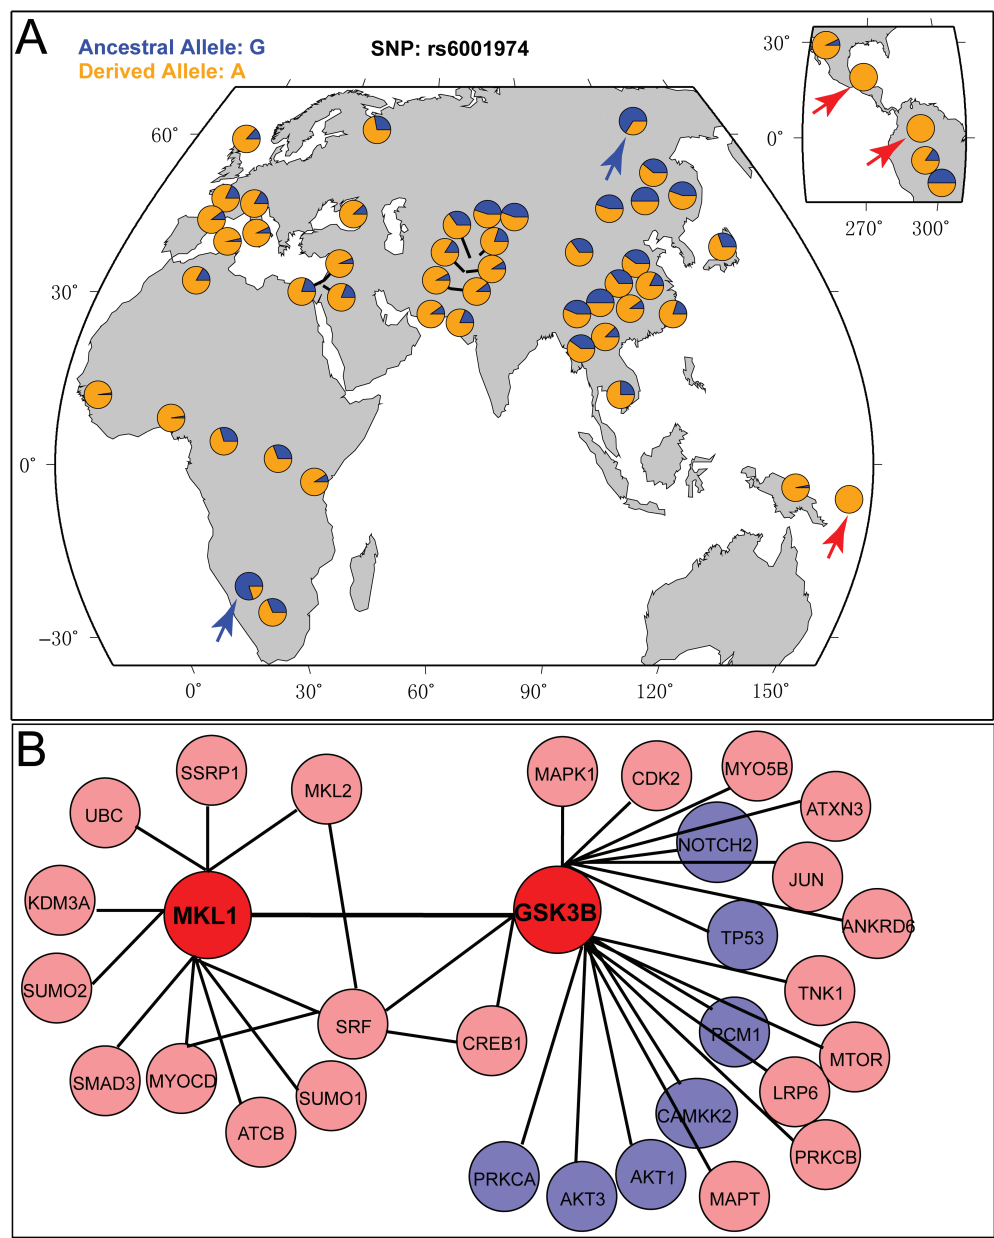 A
Ancestral Allele: G
Derived Allele: A
SNP: rs6001974
30°
0°
270°
300°
60°
30°
0°
−30°
0°
30°
60°
90°
120°
150°
B
SSRP1
MKL2
UBC
KDM3A
MKL1
SUMO2
SMAD3
MYOCD
ATCB
SUMO1
SRF
CREB1
MAPK1
CDK2
MYO5B
ATXN3
NOTCH2
JUN
GSK3B
ANKRD6
TP53
TNK1
PCM1
MTOR
LRP6
CAMKK2
PRKCB
PRKCA
AKT3
AKT1
MAPT